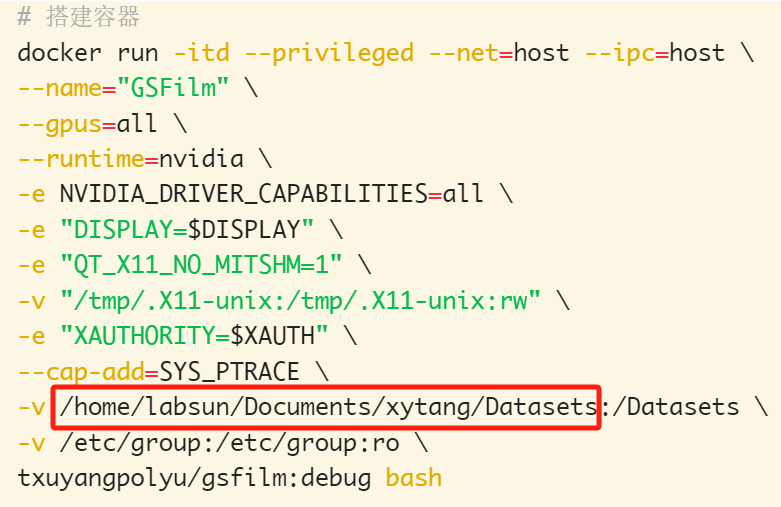 # 搭建容器
docker run -itd --privileged --net=host --ipc=host \
--name="GSFilm" \
--gpus=all \
--runtime=nvidia \
-e NVIDIA_DRIVER_CAPABILITIES=all \
-e "DISPLAY=$DISPLAY" \
-e "QT_X11_NO_MITSHM=1" \
-v "/tmp/.X11-unix:/tmp/.X11-unix:rw" \
-e "XAUTHORITY=$XAUTH" \
--cap-add=SYS_PTRACE \
-v /home/labsun/Documents/xytang/Datasets:/Datasets \
-v /etc/group:/etc/group:ro \
txuyangpolyu/gsfilm:debug bash